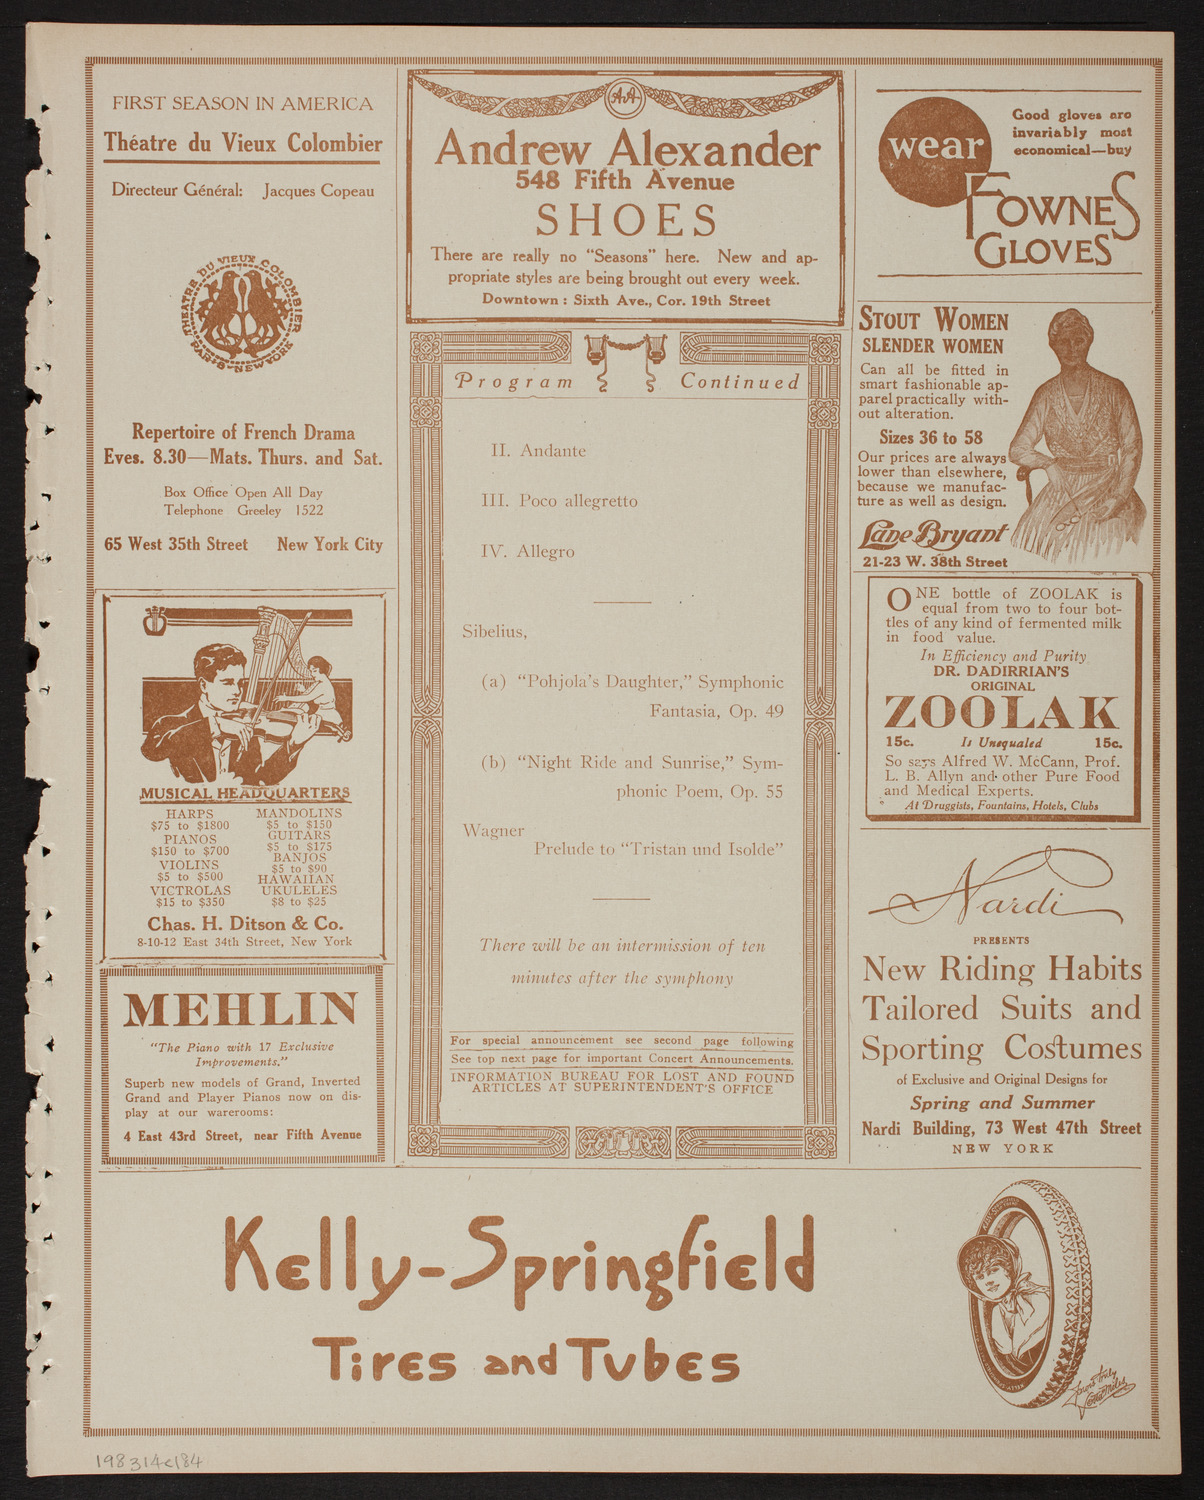 FIRST SEASON IN AMERICA
Théatre du Vieux Colombier
Directeur Général: Jacques Copeau
THEATRE DU VIEUX COLOMBIER
PARIS-NEW YORK
Repertoire of French Drama
Eves. 8.30—Mats. Thurs. and Sat.
Box Office Open All Day
Telephone Greeley 1522
65 West 35th Street New York City
MUSICAL HEADQUARTERS
HARPS
$75 to $1800
PIANOS
$150 to $700
VIOLINS
$5 to $500
VICTROLAS
$15 to $350
MANDOLINS
$5 to $150
GUITARS
$5 to $175
BANJOS
$5 to $90
HAWAIIAN
UKULELES
$8 to $25
Chas. H. Ditson & Co.
8-10-12 East 34th Street, New York
MEHLIN
"The Piano with 17 Exclusive
Improvements."
Superb new models of Grand, Inverted
Grand and Player Pianos now on dis-
play at our warerooms:
4 East 43rd Street, near Fifth Avenue
AA
Andrew Alexander
548 Fifth Avenue
SHOES
There are really no "Seasons" here. New and ap-
propriate styles are being brought out every week.
Downtown: Sixth Ave., Cor. 19th Street
Program Continued
II. Andante
III. Poco allegretto
IV. Allegro
Sibelius,
(a) "Pohjola's Daughter," Symphonic
Fantasia, Op. 49
(b) "Night Ride and Sunrise," Sym-
phonic Poem, Op. 55
Wagner
Prelude to "Tristan und Isolde"
There will be an intermission of ten
minutes after the symphony
For special announcement see second page following
See top next page for important Concert Announcements.
INFORMATION BUREAU FOR LOST AND FOUND
ARTICLES AT SUPERINTENDENT'S OFFICE
wear
Good gloves are
invariably most
economical—buy
FOWNES
GLOVES
STOUT WOMEN
SLENDER WOMEN
Can all be fitted in
smart fashionable ap-
parel practically with-
out alteration.
Sizes 36 to 58
Our prices are always
lower than elsewhere,
because we manufac-
ture as well as design.
Lane Bryant
21-23 W. 38th Street
ONE bottle of ZOOLAK is
equal from two to four bot-
tles of any kind of fermented milk
in food value.
In Efficiency and Purity
DR. DADIRRIAN'S
ORIGINAL
ZOOLAK
15c. Is Unequaled 15c.
So says Alfred W. McCann, Prof.
L. B. Allyn and other Pure Food
and Medical Experts.
At Druggists, Fountains, Hotels, Clubs
Nardi
PRESENTS
New Riding Habits
Tailored Suits and
Sporting Costumes
of Exclusive and Original Designs for
Spring and Summer
Nardi Building, 73 West 47th Street
NEW YORK
Kelly-Springfield
Tires and Tubes
Yours truly
Lotta Miles
198314c184